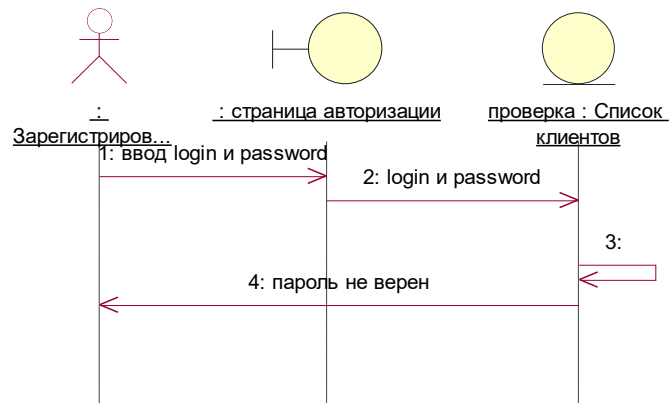 :
Зарегистриров...
: страница авторизации
проверка : Список
клиентов
1: ввод login и password
2: login и password
3:
4: пароль не верен